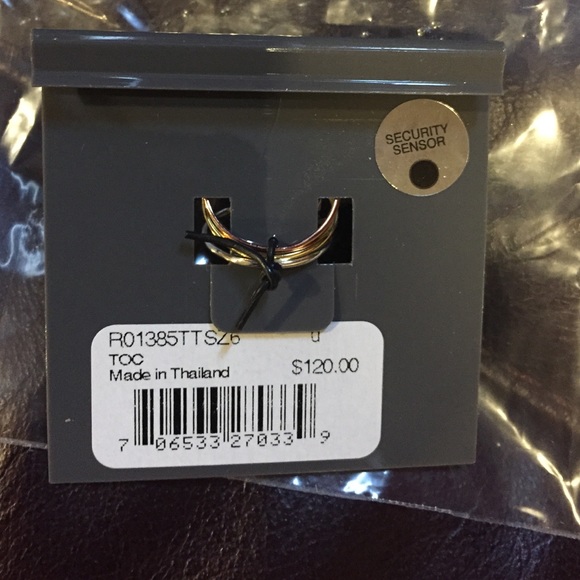 SECURITY
SENSOR
R01385TTSZ6
TOC
Made in Thailand
$120.00
7 06533 27033 9